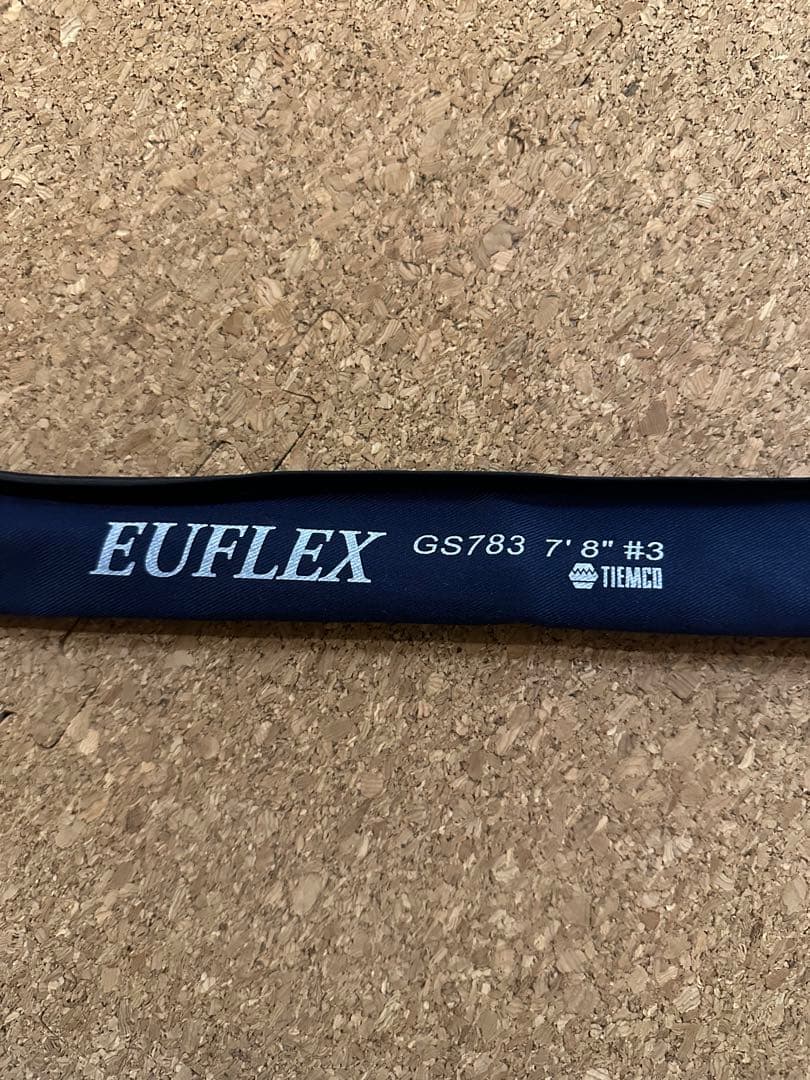 EUFLEX GS783 7' 8" #3
TIEMCO